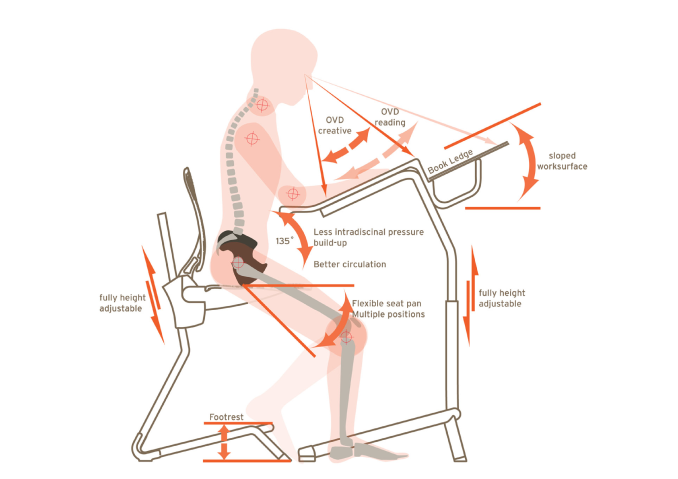 OVD
creative
OVD
reading
Book Ledge
sloped
worksurface
135°
Less intradiscinal pressure
build-up
Better circulation
fully height
adjustable
Flexible seat pan
Multiple positions
fully height
adjustable
Footrest